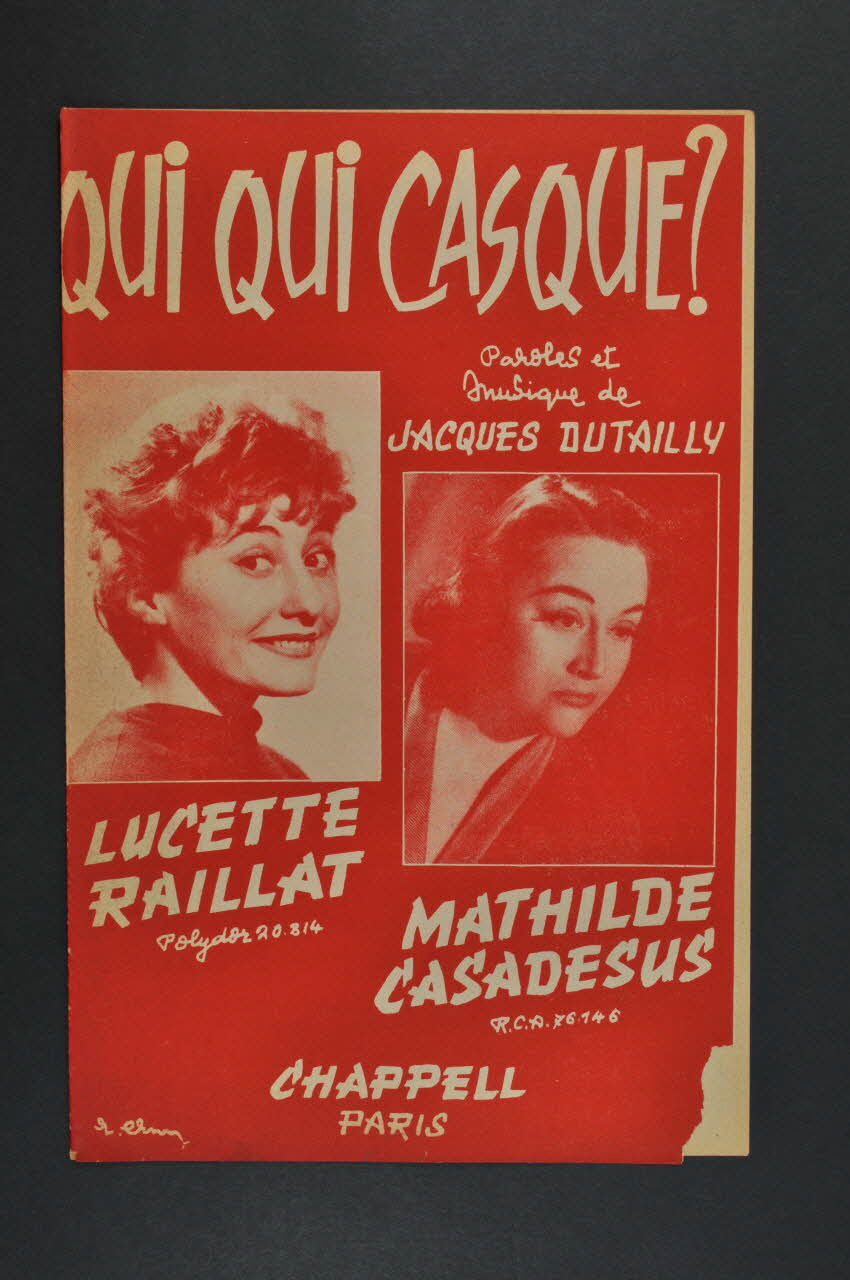 QUI QUI CASQUE?
Paroles et
musique de
JACQUES DUTAILLY
LUCETTE
RAILLAT
Polydor 20.814
MATHILDE
CASADESUS
R.C.A. 76.146
CHAPPELL
PARIS